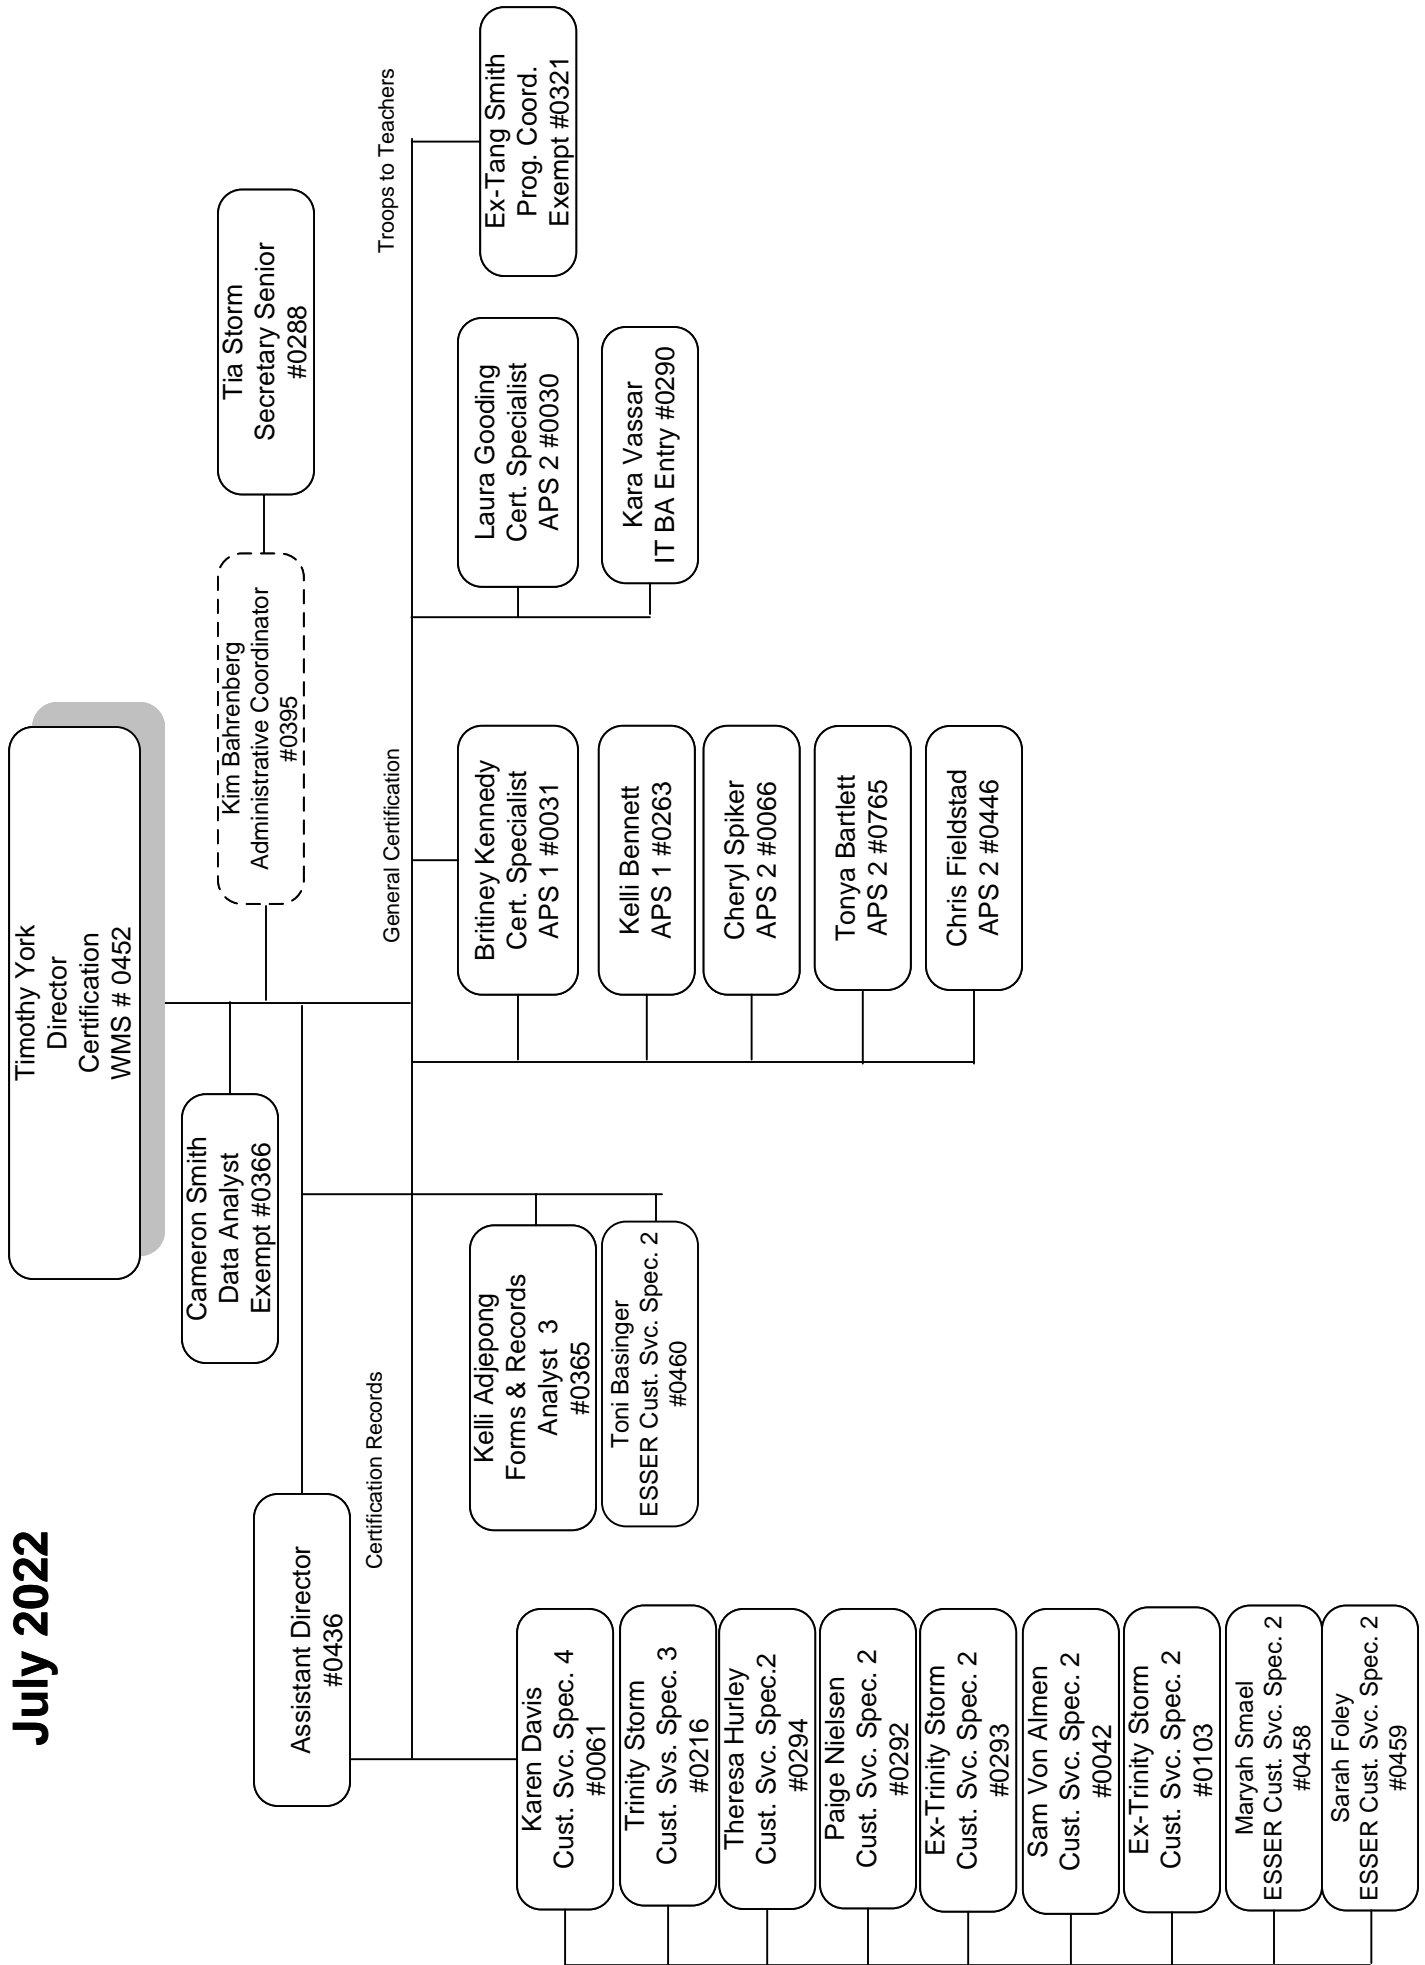 July 2022
Timothy York
Director
Certification
WMS # 0452
Cameron Smith
Data Analyst
Exempt #0366
Kim Bahrenberg
Administrative Coordinator
#0395
Tia Storm
Secretary Senior
#0288
Assistant Director
#0436
Certification Records
General Certification
Troops to Teachers
Karen Davis
Cust. Svc. Spec. 4
#0061
Trinity Storm
Cust. Svs. Spec. 3
#0216
Theresa Hurley
Cust. Svc. Spec.2
#0294
Paige Nielsen
Cust. Svc. Spec. 2
#0292
Ex-Trinity Storm
Cust. Svc. Spec. 2
#0293
Sam Von Almen
Cust. Svc. Spec. 2
#0042
Ex-Trinity Storm
Cust. Svc. Spec. 2
#0103
Maryah Smael
ESSER Cust. Svc. Spec. 2
#0458
Sarah Foley
ESSER Cust. Svc. Spec. 2
#0459
Kelli Adjepong
Forms & Records
Analyst 3
#0365
Toni Basinger
ESSER Cust. Svc. Spec. 2
#0460
Britiney Kennedy
Cert. Specialist
APS 1 #0031
Kelli Bennett
APS 1 #0263
Cheryl Spiker
APS 2 #0066
Tonya Bartlett
APS 2 #0765
Chris Fieldstad
APS 2 #0446
Laura Gooding
Cert. Specialist
APS 2 #0030
Kara Vassar
IT BA Entry #0290
Ex-Tang Smith
Prog. Coord.
Exempt #0321